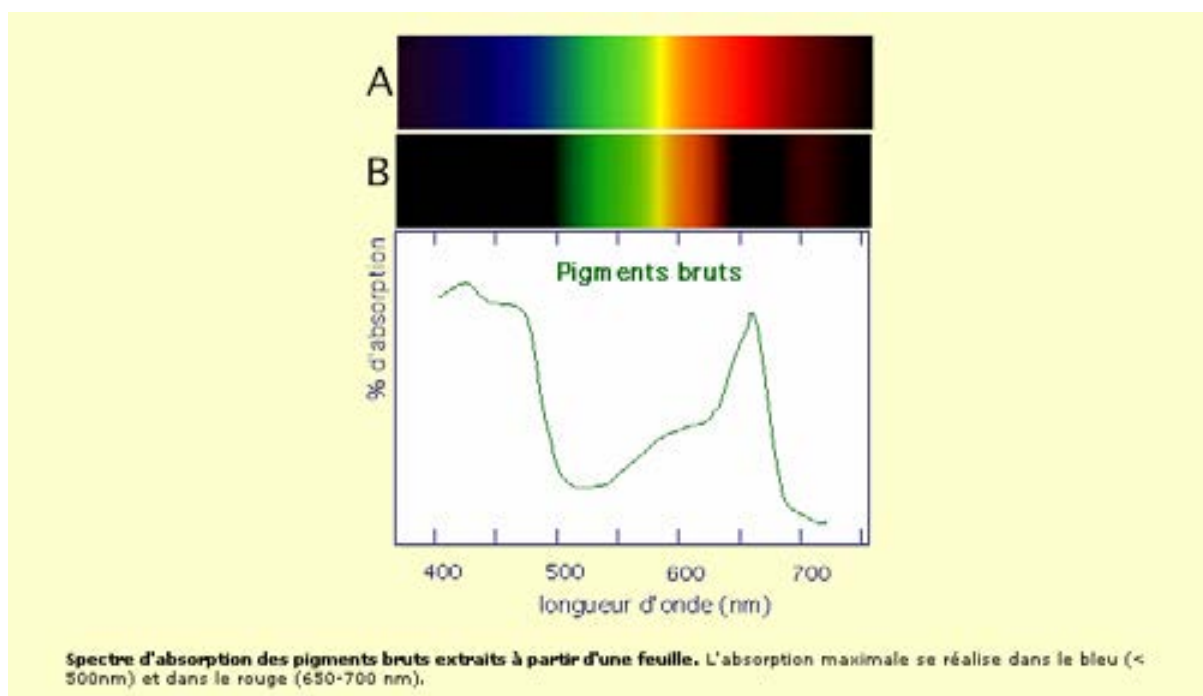 A
B
Pigments bruts
% d'absorption
400 500 600 700
longueur d'onde (nm)
Spectre d'absorption des pigments bruts extraits à partir d'une feuille. L'absorption maximale se réalise dans le bleu (<
500nm) et dans le rouge (650-700 nm).